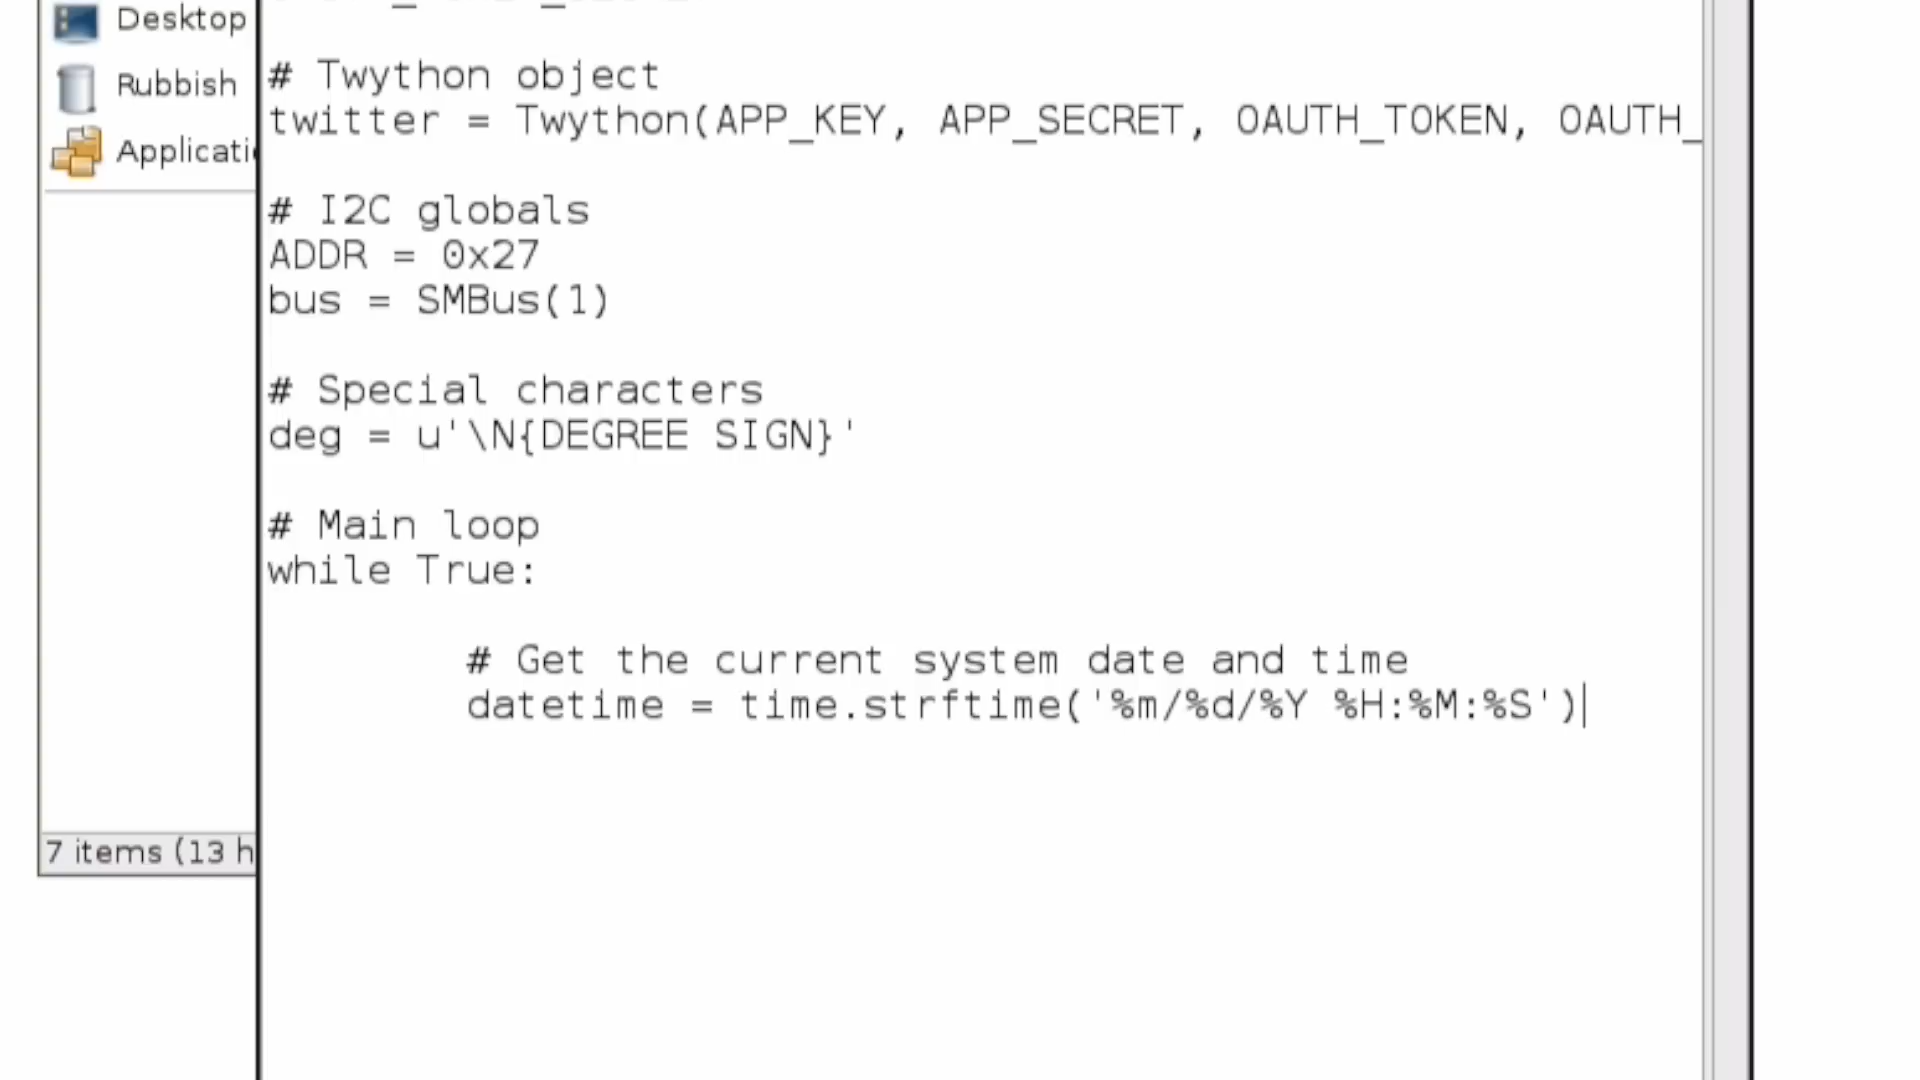 Desktop
Rubbish
Applicati
# Twython object
twitter = Twython(APP_KEY, APP_SECRET, OAUTH_TOKEN, OAUTH_
# I2C globals
ADDR = 0x27
bus = SMBus(1)
# Special characters
deg = u'\N{DEGREE SIGN}'
# Main loop
while True:
# Get the current system date and time
datetime = time.strftime('%m/%d/%Y %H:%M:%S')
7 items (13 h